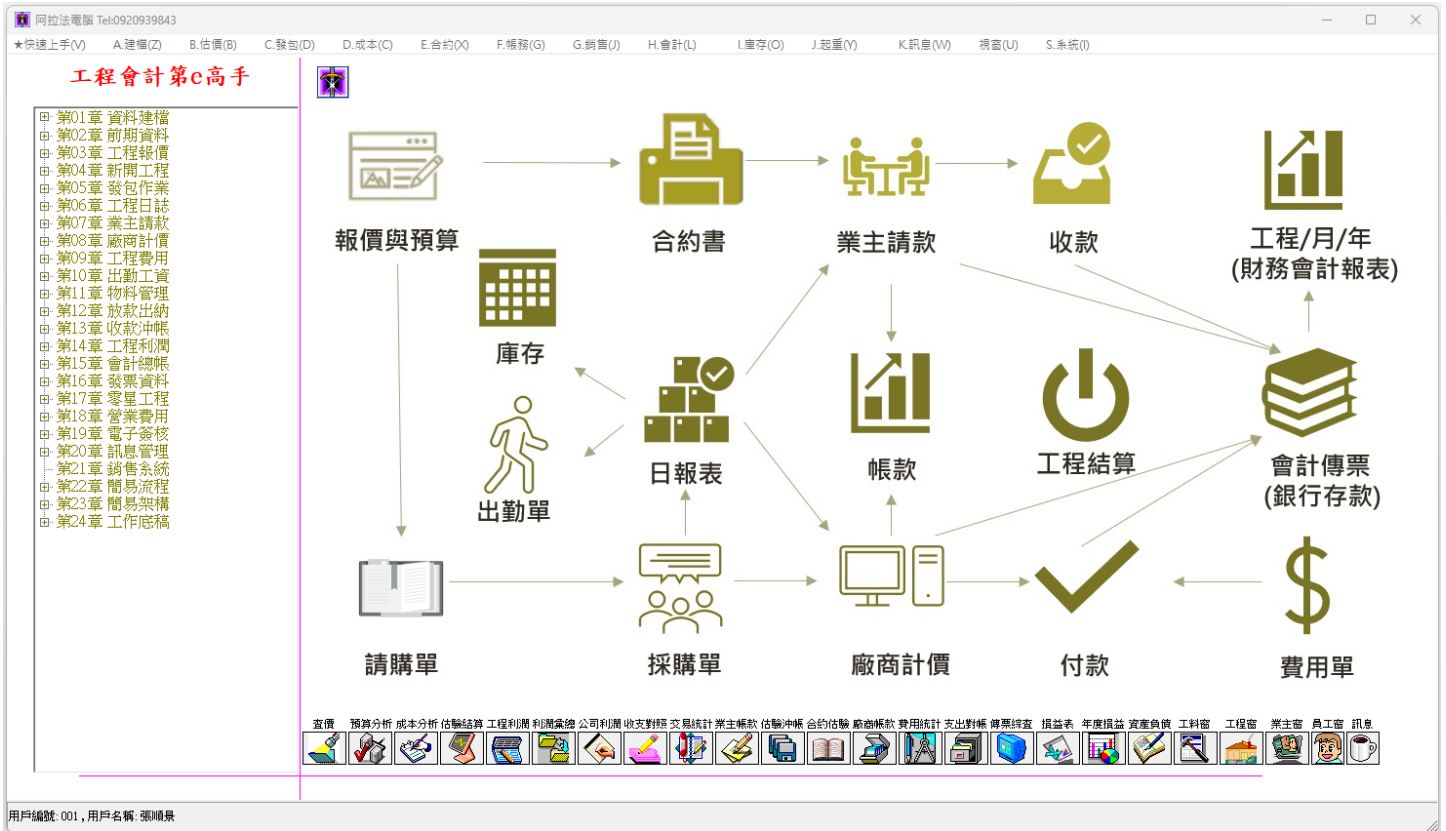 阿拉法電腦 Tel:0920939843
★快速上手(V) A.建檔(Z) B.估價(B) C.發包(D) D.成本(C) E.合約(X) F.帳務(G) G.銷售(J) H.會計(L) I.庫存(O) J.起重(Y) K.訊息(W) 視窗(U) S.系統(I)
工程會計第e高手
第01章 資料建檔
第02章 前期資料
第03章 工程報價
第04章 新開工程
第05章 發包作業
第06章 工程日誌
第07章 業主請款
第08章 廠商計價
第09章 工程費用
第10章 出勤工資
第11章 物料管理
第12章 放款出納
第13章 收款沖帳
第14章 工程利潤
第15章 會計總帳
第16章 發票資料
第17章 零星工程
第18章 營業費用
第19章 電子簽核
第20章 訊息管理
第21章 銷售系統
第22章 簡易流程
第23章 簡易架構
第24章 工作底稿
報價與預算 合約書 業主請款 收款 工程/月/年
(財務會計報表)
庫存
日報表 帳款 工程結算 會計傳票
(銀行存款)
出勤單
請購單 採購單 廠商計價 付款 費用單
查價 預算分析 成本分析 估驗結算 工程利潤 利潤彙總 公司利潤 收支對照 交易統計 業主帳款 估驗沖帳 合約估驗 廠商帳款 費用統計 支出對帳 傳票綜查 損益表 年度損益 資產負債 工料窗 工程窗 業主窗 員工窗 訊息
用戶編號: 001 , 用戶名稱: 張順景